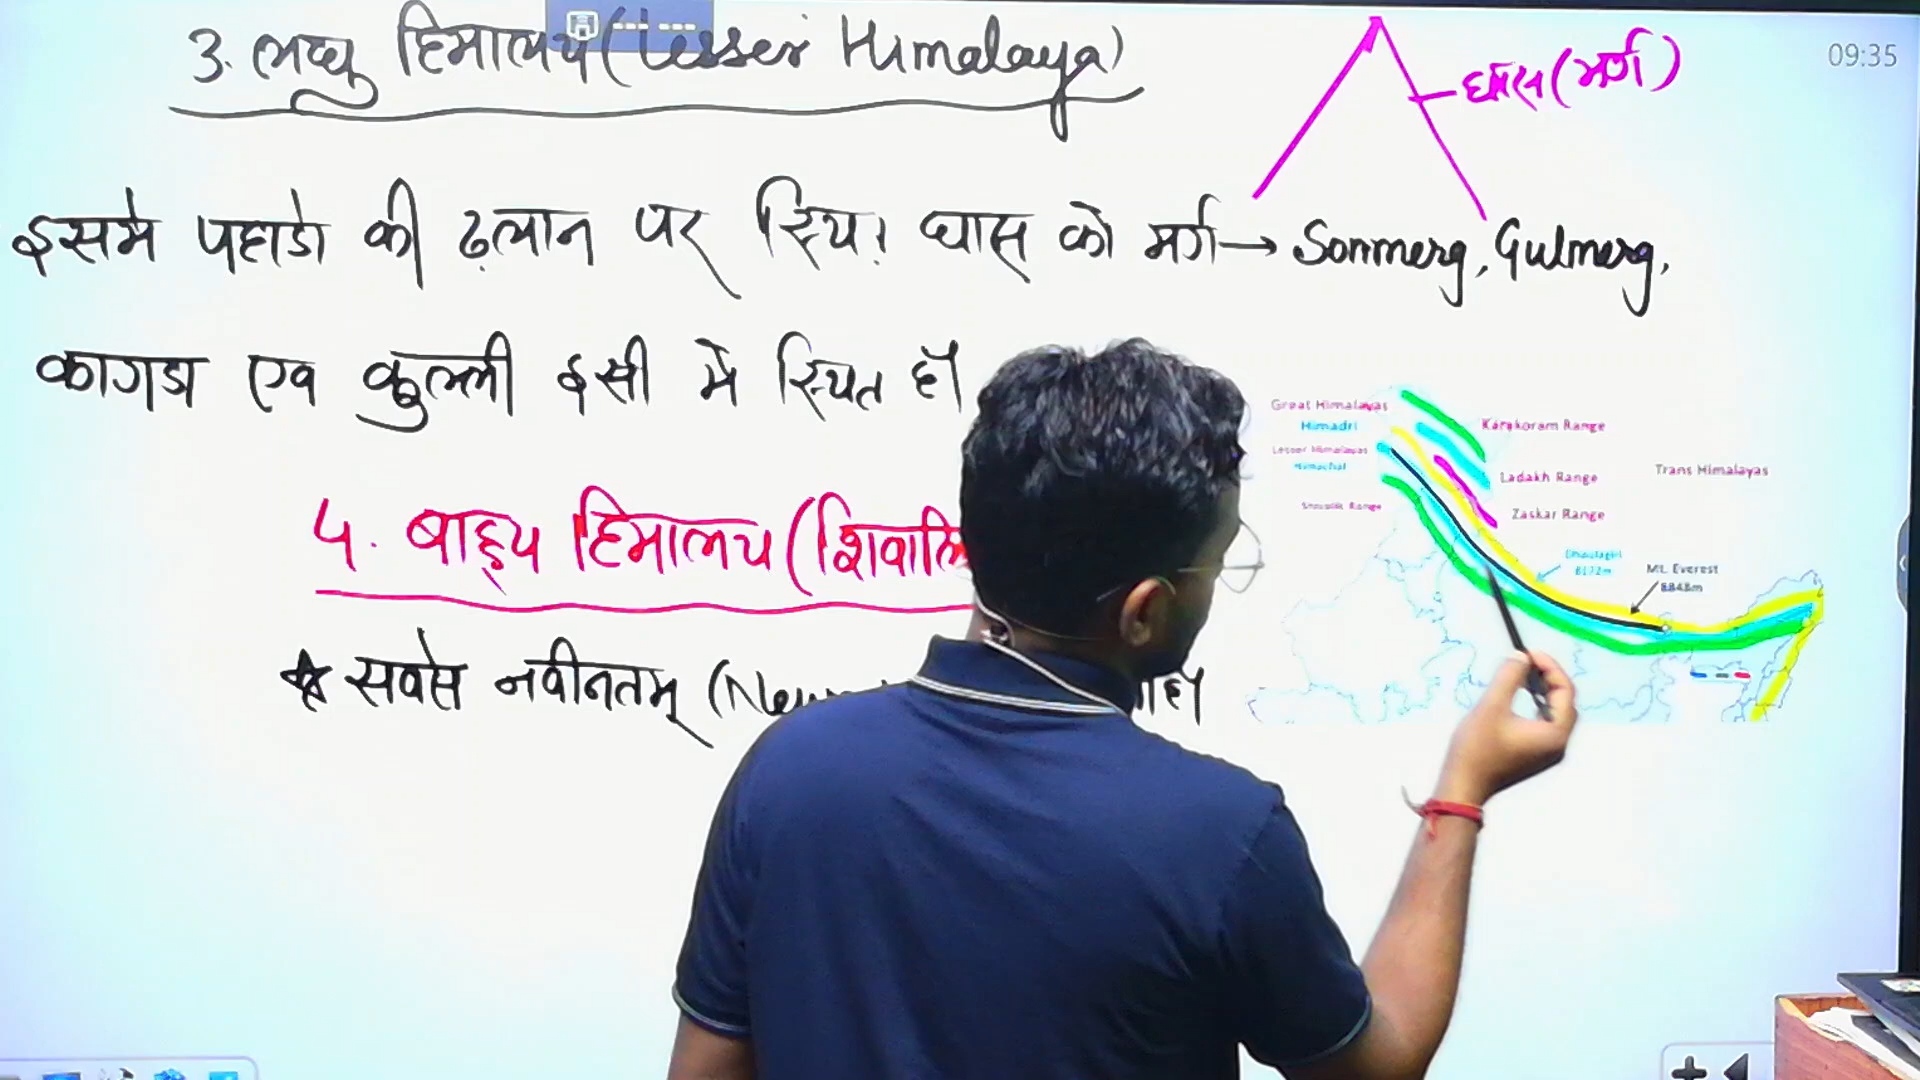 3. लघु हिमालय (Lesser Himalaya)
घास (मर्ग)
09:35
इसमे पहाडो की ढ़लान पर स्थि। घास को मर्ग → Sonmerg, Gulmerg,
कागडा एव कुल्ली इसी मे स्थित हॅ।
Great Himalayas
Himadri
Lesser Himalayas
Himachal
Shivalik Range
Karakoram Range
Ladakh Range
Trans Himalayas
Zaskar Range
Dhaulagiri
8172m
Mt. Everest
8848m
4. बाह्य हिमालय (शिवालि
☆ सबसे नवीनतम् (New